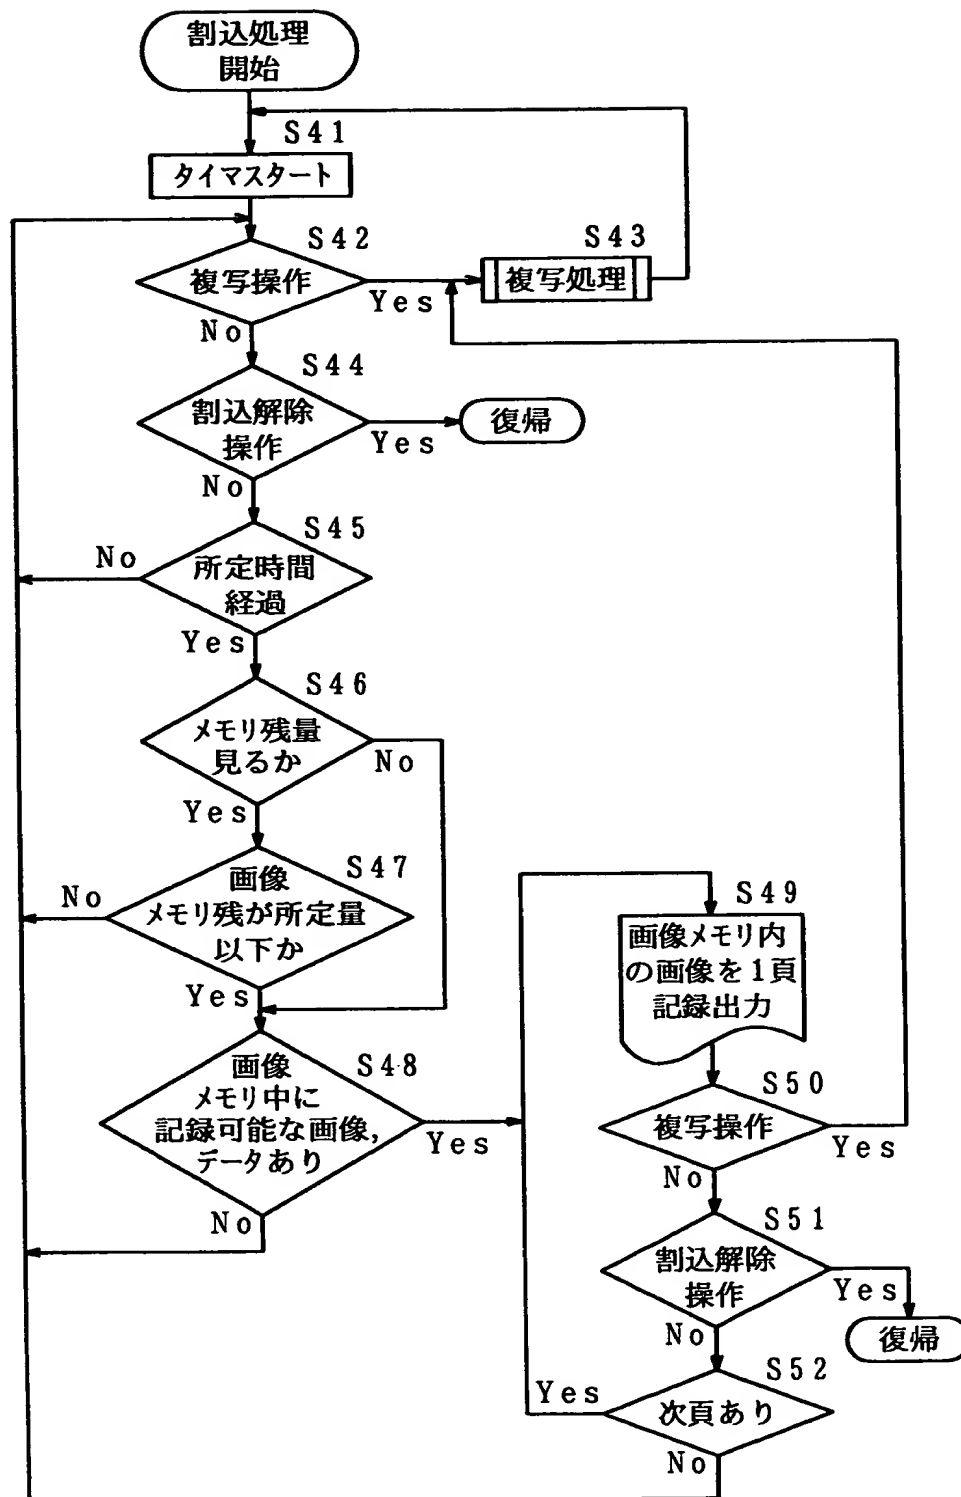 割込処理
開始
S41
タイマスタート
S42
複写操作
Yes
No
S43
複写処理
S44
割込解除
操作
Yes
No
復帰
S45
所定時間
経過
No
Yes
S46
メモリ残量
見るか
No
Yes
S47
画像
メモリ残が所定量
以下か
No
Yes
S48
画像
メモリ中に
記録可能な画像,
データあり
Yes
No
S49
画像メモリ内
の画像を1頁
記録出力
S50
複写操作
Yes
No
S51
割込解除
操作
Yes
No
復帰
S52
次頁あり
Yes
No